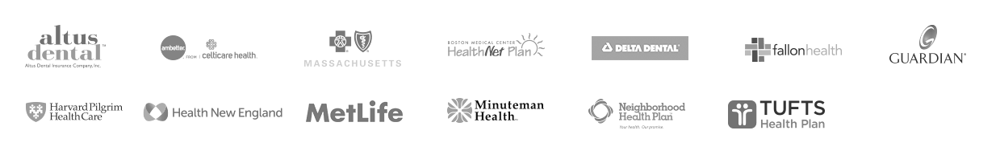 altus
dental™
Altus Dental Insurance Company, Inc.
ambetter.
FROM
celticare health.
MASSACHUSETTS
BOSTON MEDICAL CENTER
HealthNet Plan
DELTA DENTAL
fallonhealth
GUARDIAN®
Harvard Pilgrim
HealthCare
Health New England
MetLife
Minuteman
Health
Neighborhood
Health Plan
Your health. Our promise.
TUFTS
Health Plan